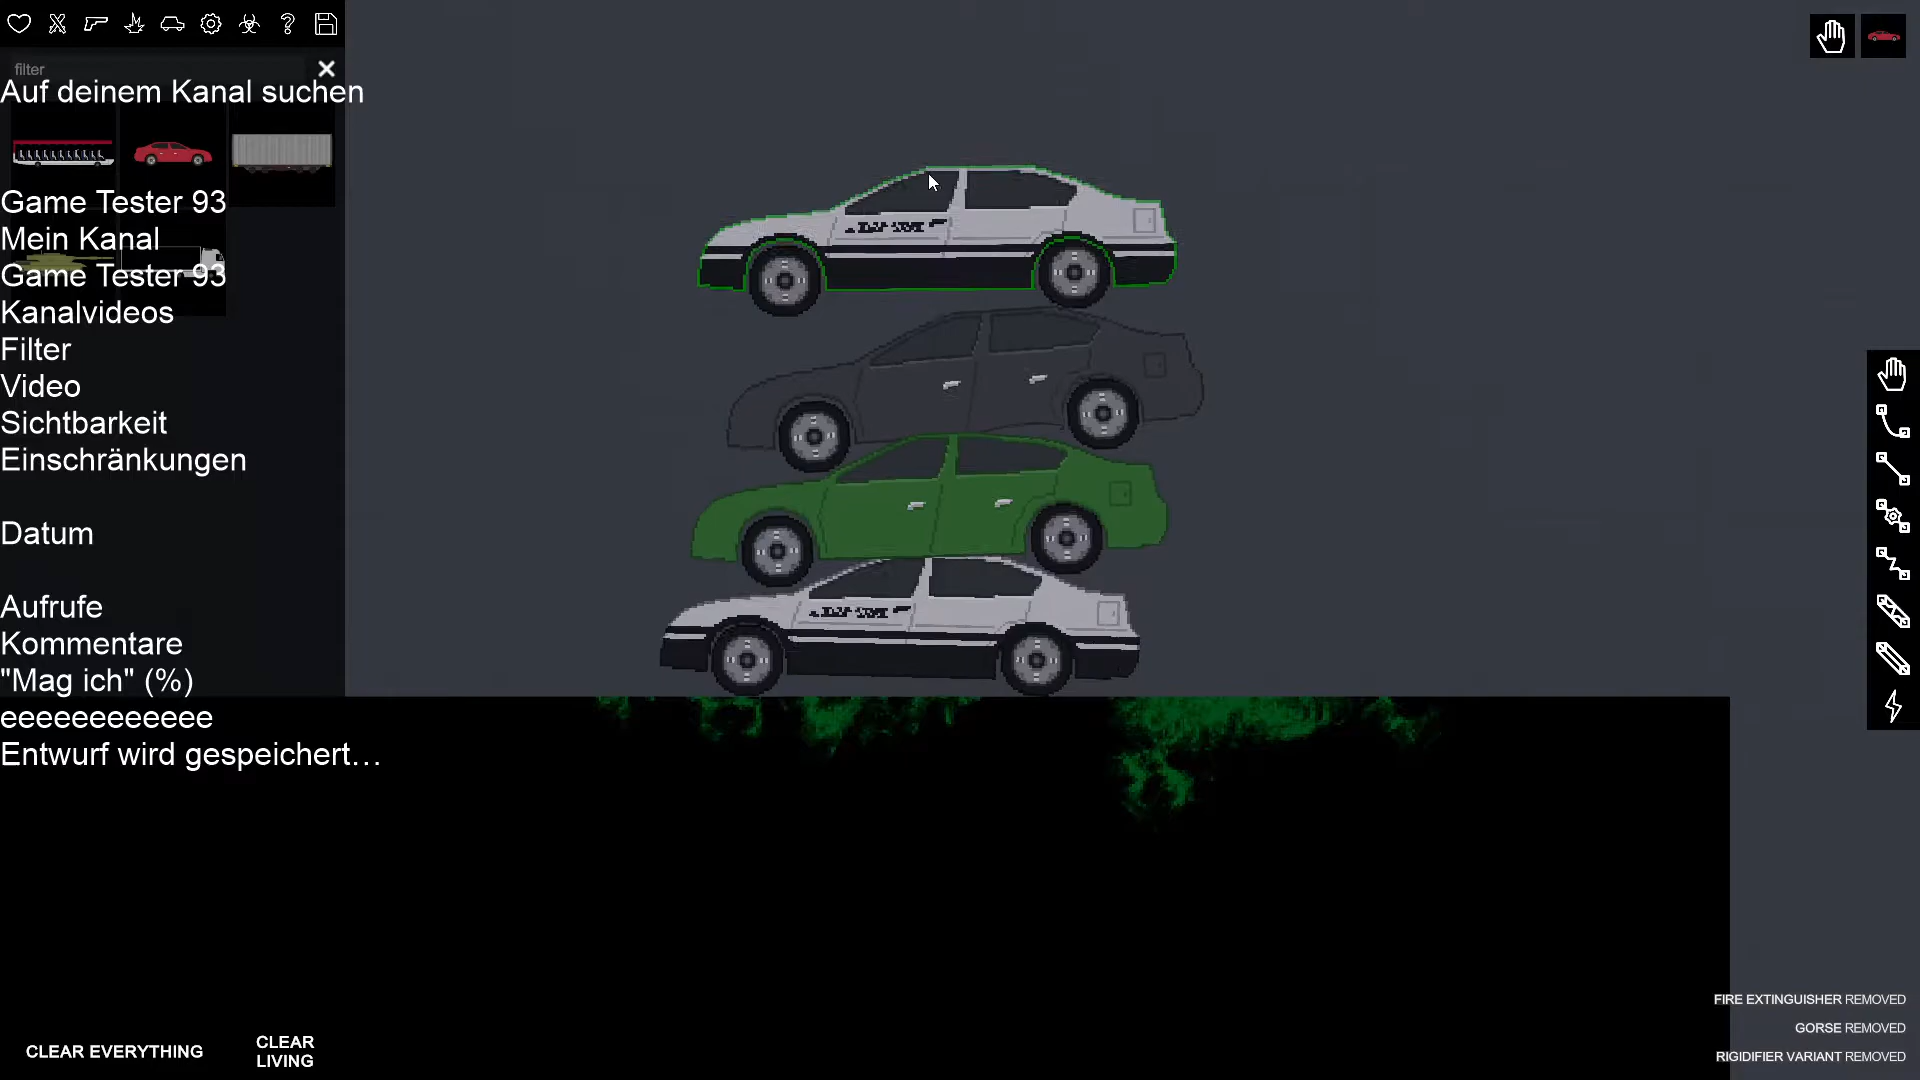 filter
Auf deinem Kanal suchen
Game Tester 93
Mein Kanal
Game Tester 93
Kanalvideos
Filter
Video
Sichtbarkeit
Einschränkungen
Datum
Aufrufe
Kommentare
"Mag ich" (%)
eeeeeeeeeeee
Entwurf wird gespeichert…
CLEAR EVERYTHING
CLEAR
LIVING
FIRE EXTINGUISHER REMOVED
GORSE REMOVED
RIGIDIFIER VARIANT REMOVED